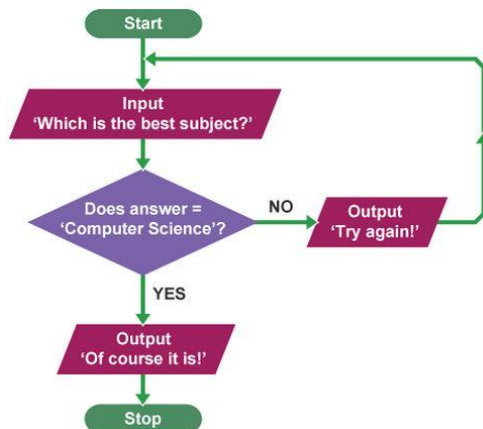 Start
Input
‘Which is the best subject?’
Does answer =
‘Computer Science’?
NO
Output
‘Try again!’
YES
Output
‘Of course it is!’
Stop